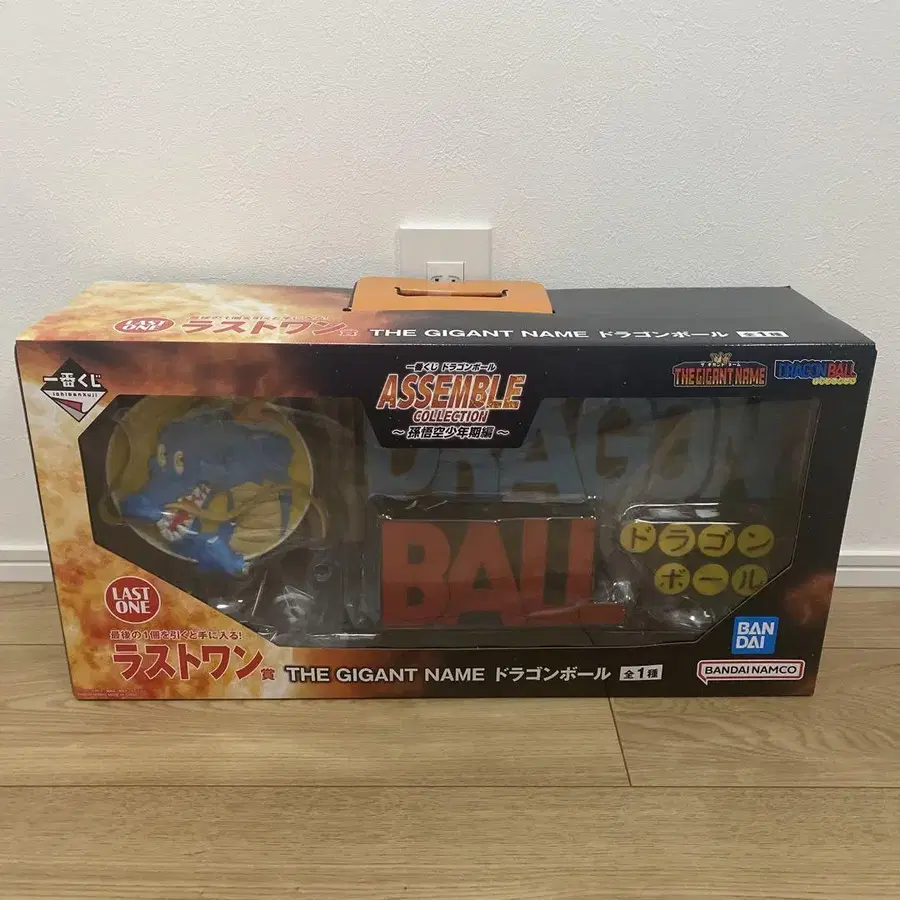 LAST
ONE
ラストワン賞
THE GIGANT NAME ドラゴンボール 全1種
一番くじ
ichibankuji
一番くじ ドラゴンボール
ASSEMBLE
COLLECTION
～孫悟空少年期編～
THE GIGANT NAME
DRAGON BALL
DRAGON
BALL
ドラゴン
ボール
LAST
ONE
最後の1個を引くと手に入る!
ラストワン賞
THE GIGANT NAME ドラゴンボール 全1種
BAN
DAI
BANDAI NAMCO